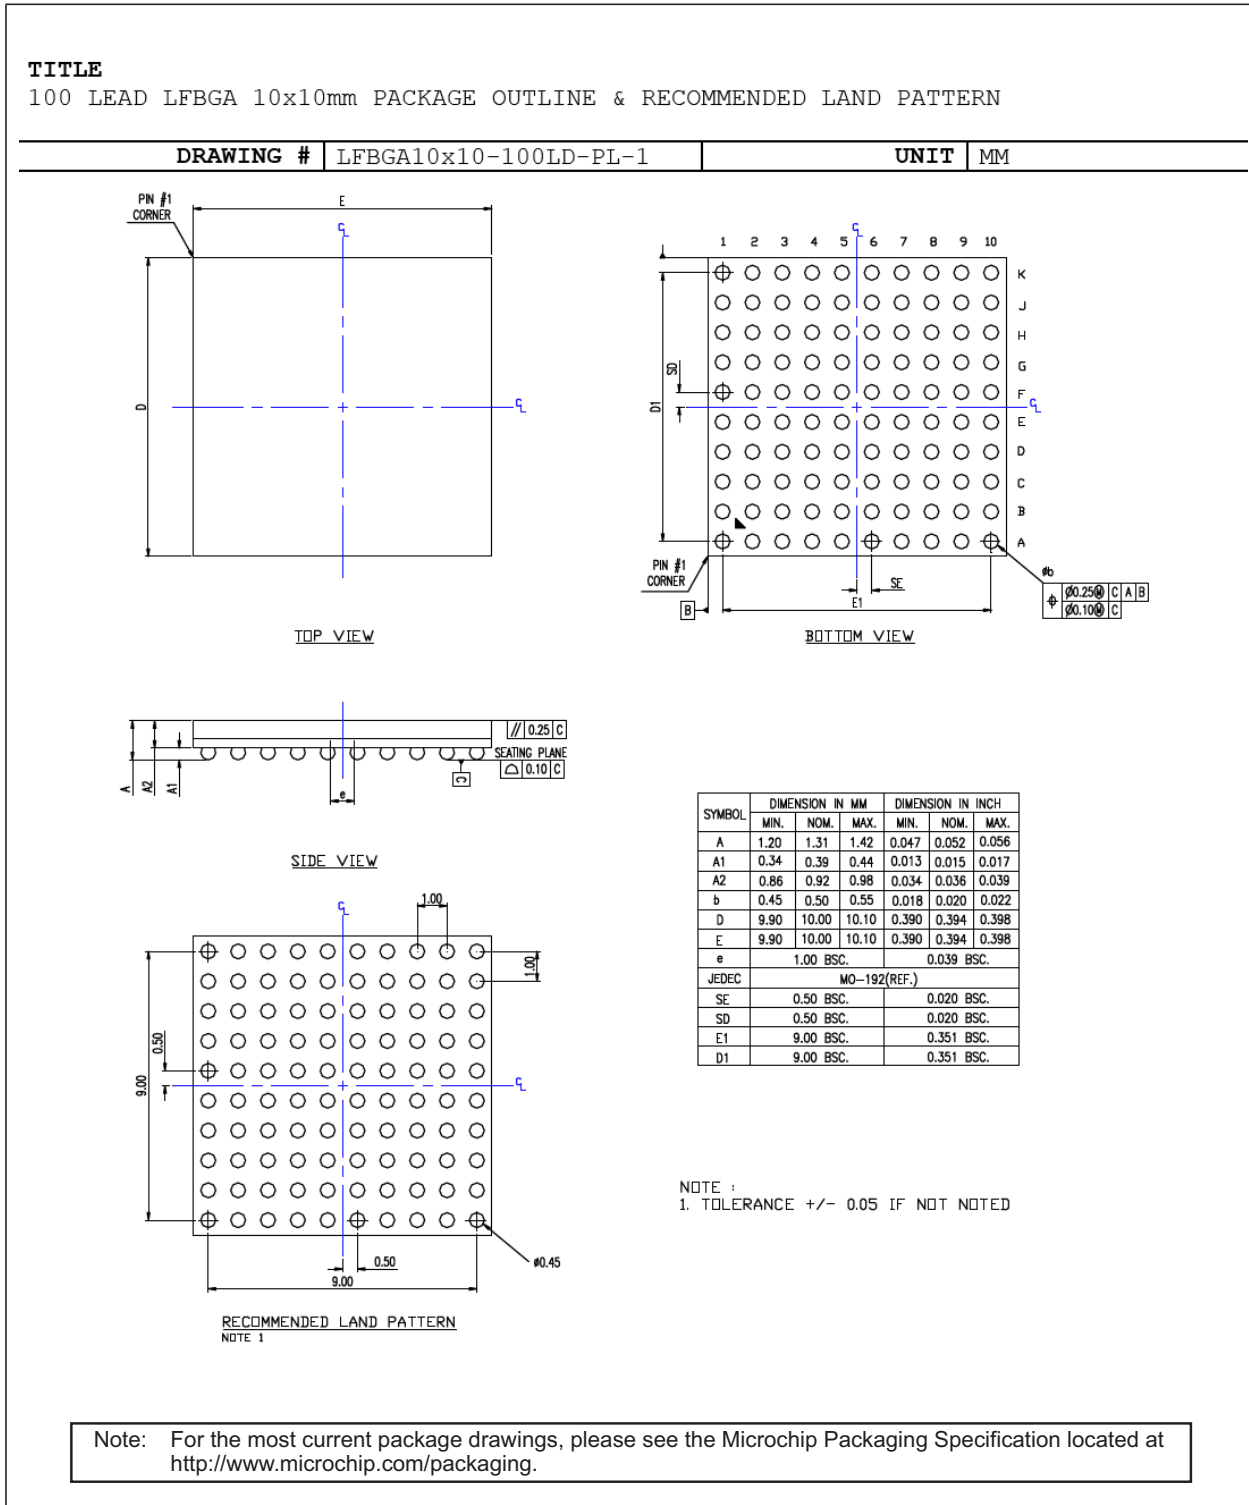 TITLE
100 LEAD LFBGA 10x10mm PACKAGE OUTLINE & RECOMMENDED LAND PATTERN
DRAWING # LFBGA10x10-100LD-PL-1 UNIT MM
PIN #1
CORNER
E
D
℄
℄
TOP VIEW
1 2 3 4 5 6 7 8 9 10
℄
K
J
H
G
F
E
D
C
B
A
℄
SD
D1
PIN #1
CORNER
B
SE
E1
øb
⌖ Ø0.25Ⓜ C A B
Ø0.10Ⓜ C
BOTTOM VIEW
// 0.25 C
SEATING PLANE
⌓ 0.10 C
C
A
A2
A1
e
SIDE VIEW
SYMBOL DIMENSION IN MM DIMENSION IN INCH
MIN. NOM. MAX. MIN. NOM. MAX.
A 1.20 1.31 1.42 0.047 0.052 0.056
A1 0.34 0.39 0.44 0.013 0.015 0.017
A2 0.86 0.92 0.98 0.034 0.036 0.039
b 0.45 0.50 0.55 0.018 0.020 0.022
D 9.90 10.00 10.10 0.390 0.394 0.398
E 9.90 10.00 10.10 0.390 0.394 0.398
e 1.00 BSC. 0.039 BSC.
JEDEC MO-192(REF.)
SE 0.50 BSC. 0.020 BSC.
SD 0.50 BSC. 0.020 BSC.
E1 9.00 BSC. 0.351 BSC.
D1 9.00 BSC. 0.351 BSC.
℄
1.00
1.00
0.50
9.00
℄
0.50
9.00
ø0.45
RECOMMENDED LAND PATTERN
NOTE 1
NOTE :
1. TOLERANCE +/- 0.05 IF NOT NOTED
Note: For the most current package drawings, please see the Microchip Packaging Specification located at
http://www.microchip.com/packaging.